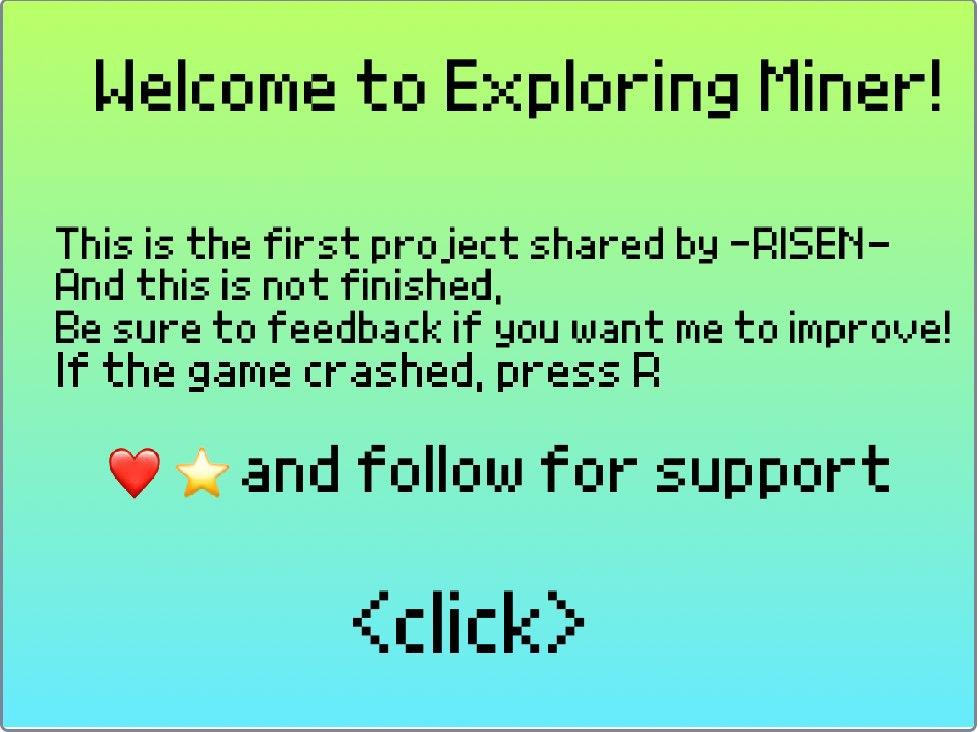 Welcome to Exploring Miner!
This is the first project shared by -RISEN-
And this is not finished,
Be sure to feedback if you want me to improve!
If the game crashed, press R
❤️⭐and follow for support
<click>